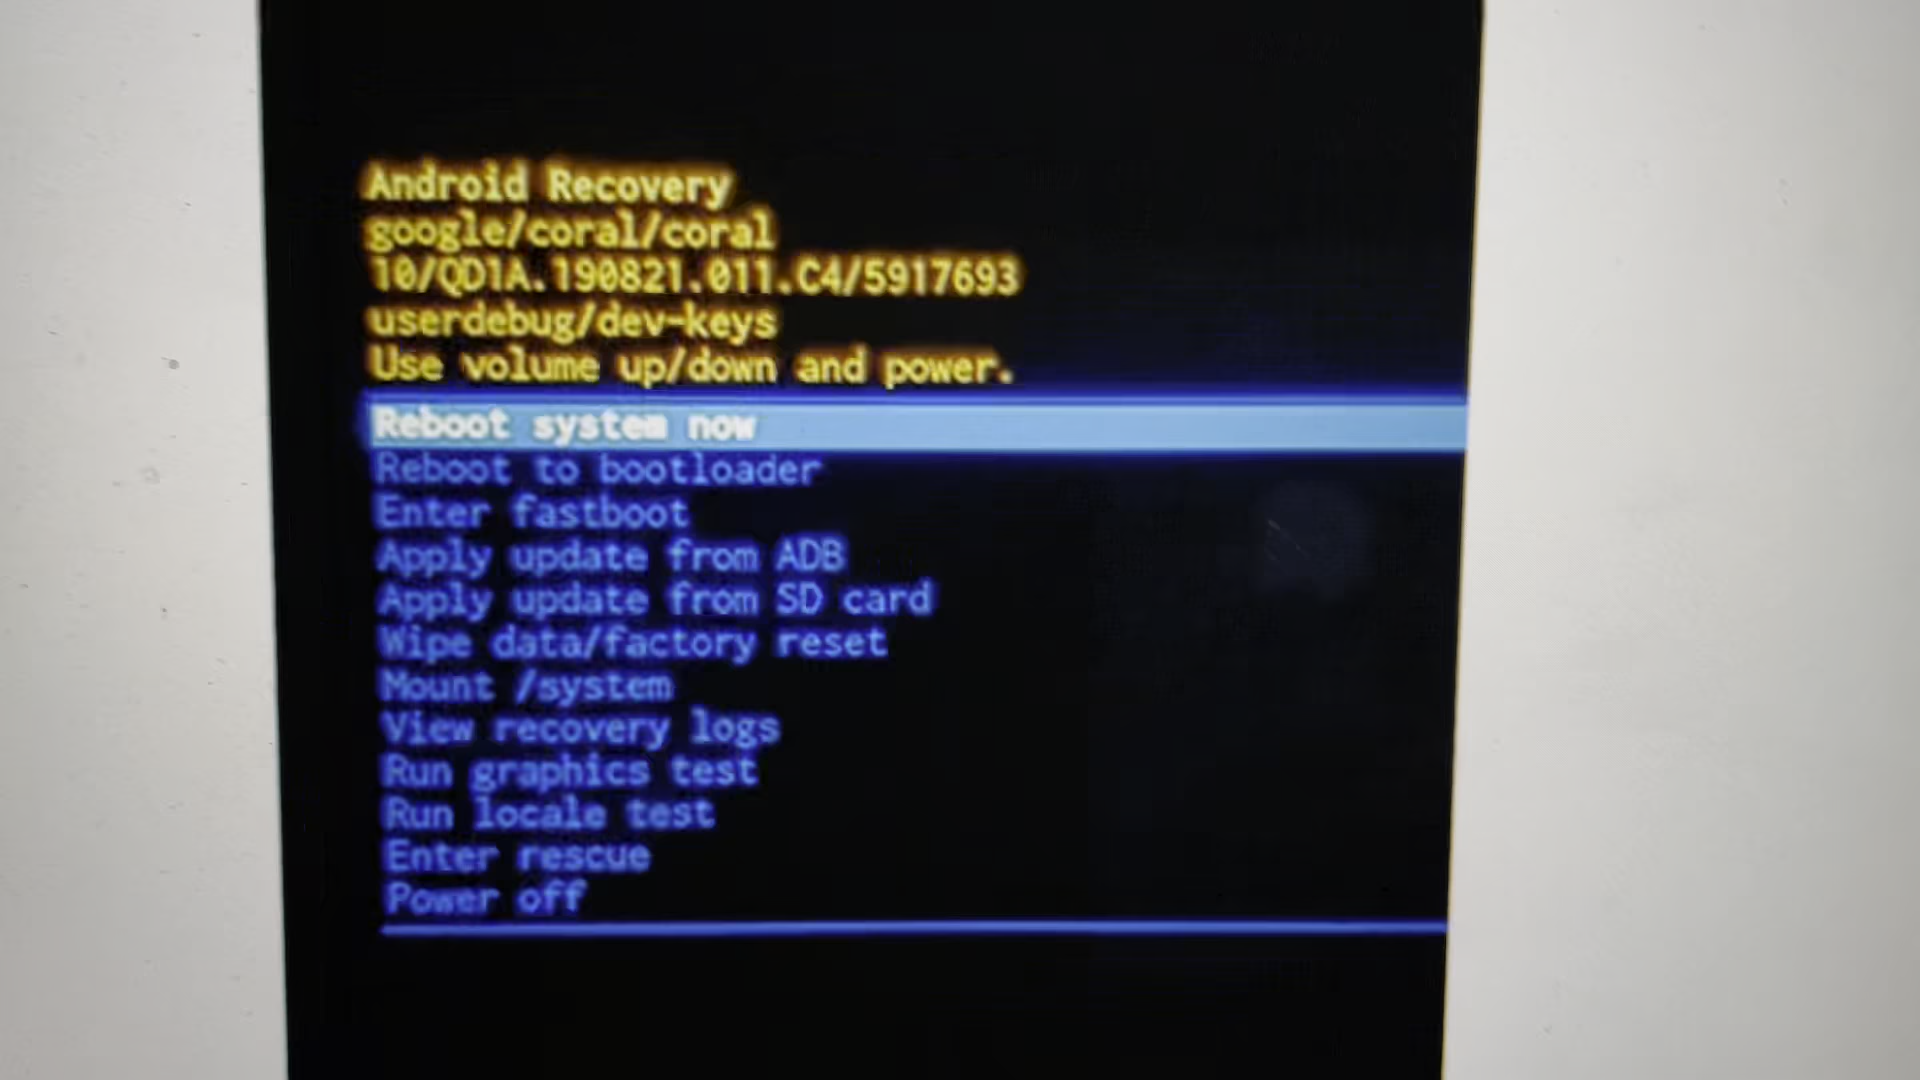 Android Recovery
google/coral/coral
10/QD1A.190821.011.C4/5917693
userdebug/dev-keys
Use volume up/down and power.
Reboot system now
Reboot to bootloader
Enter fastboot
Apply update from ADB
Apply update from SD card
Wipe data/factory reset
Mount /system
View recovery logs
Run graphics test
Run locale test
Enter rescue
Power off